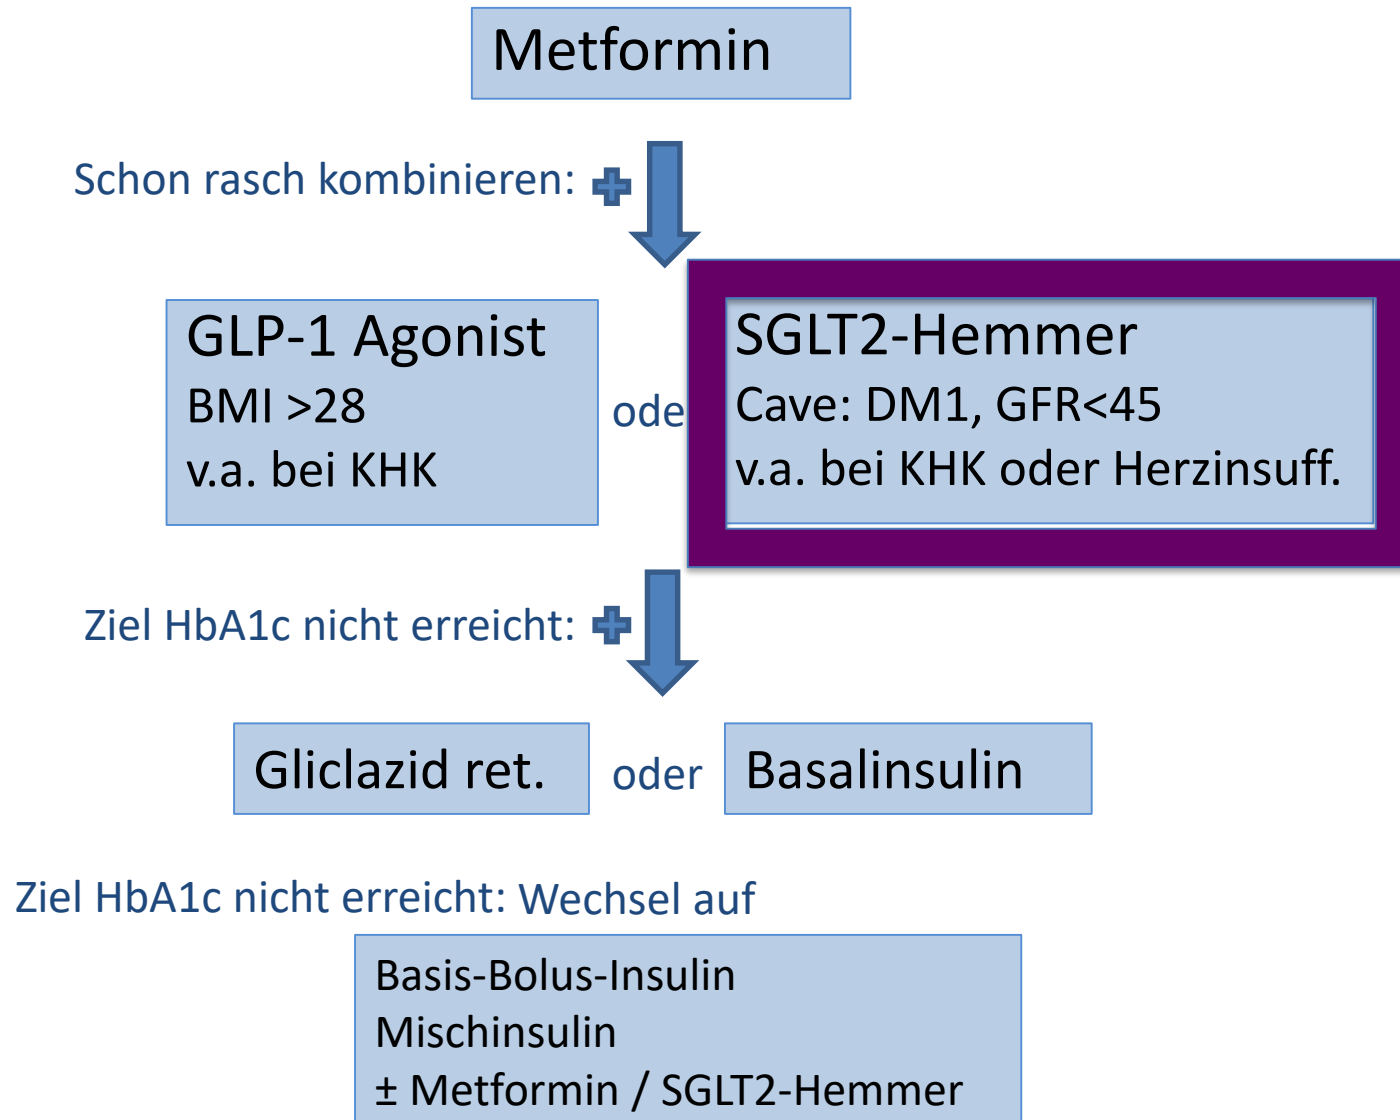 Metformin
Schon rasch kombinieren:
GLP-1 Agonist
BMI >28
v.a. bei KHK
ode
SGLT2-Hemmer
Cave: DM1, GFR<45
v.a. bei KHK oder Herzinsuff.
Ziel HbA1c nicht erreicht:
Gliclazid ret.
oder
Basalinsulin
Ziel HbA1c nicht erreicht: Wechsel auf
Basis-Bolus-Insulin
Mischinsulin
± Metformin / SGLT2-Hemmer